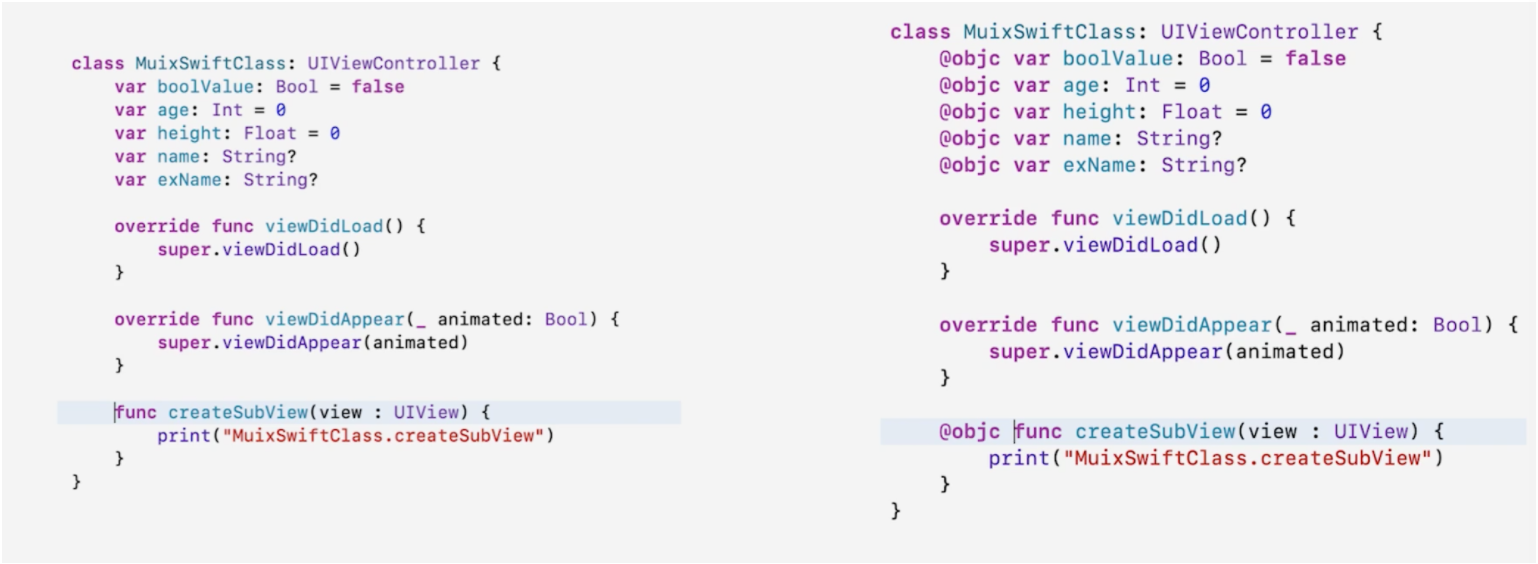 class MuixSwiftClass: UIViewController {
var boolValue: Bool = false
var age: Int = 0
var height: Float = 0
var name: String?
var exName: String?
override func viewDidLoad() {
super.viewDidLoad()
}
override func viewDidAppear(_ animated: Bool) {
super.viewDidAppear(animated)
}
func createSubView(view : UIView) {
print("MuixSwiftClass.createSubView")
}
}
class MuixSwiftClass: UIViewController {
@objc var boolValue: Bool = false
@objc var age: Int = 0
@objc var height: Float = 0
@objc var name: String?
@objc var exName: String?
override func viewDidLoad() {
super.viewDidLoad()
}
override func viewDidAppear(_ animated: Bool) {
super.viewDidAppear(animated)
}
@objc func createSubView(view : UIView) {
print("MuixSwiftClass.createSubView")
}
}